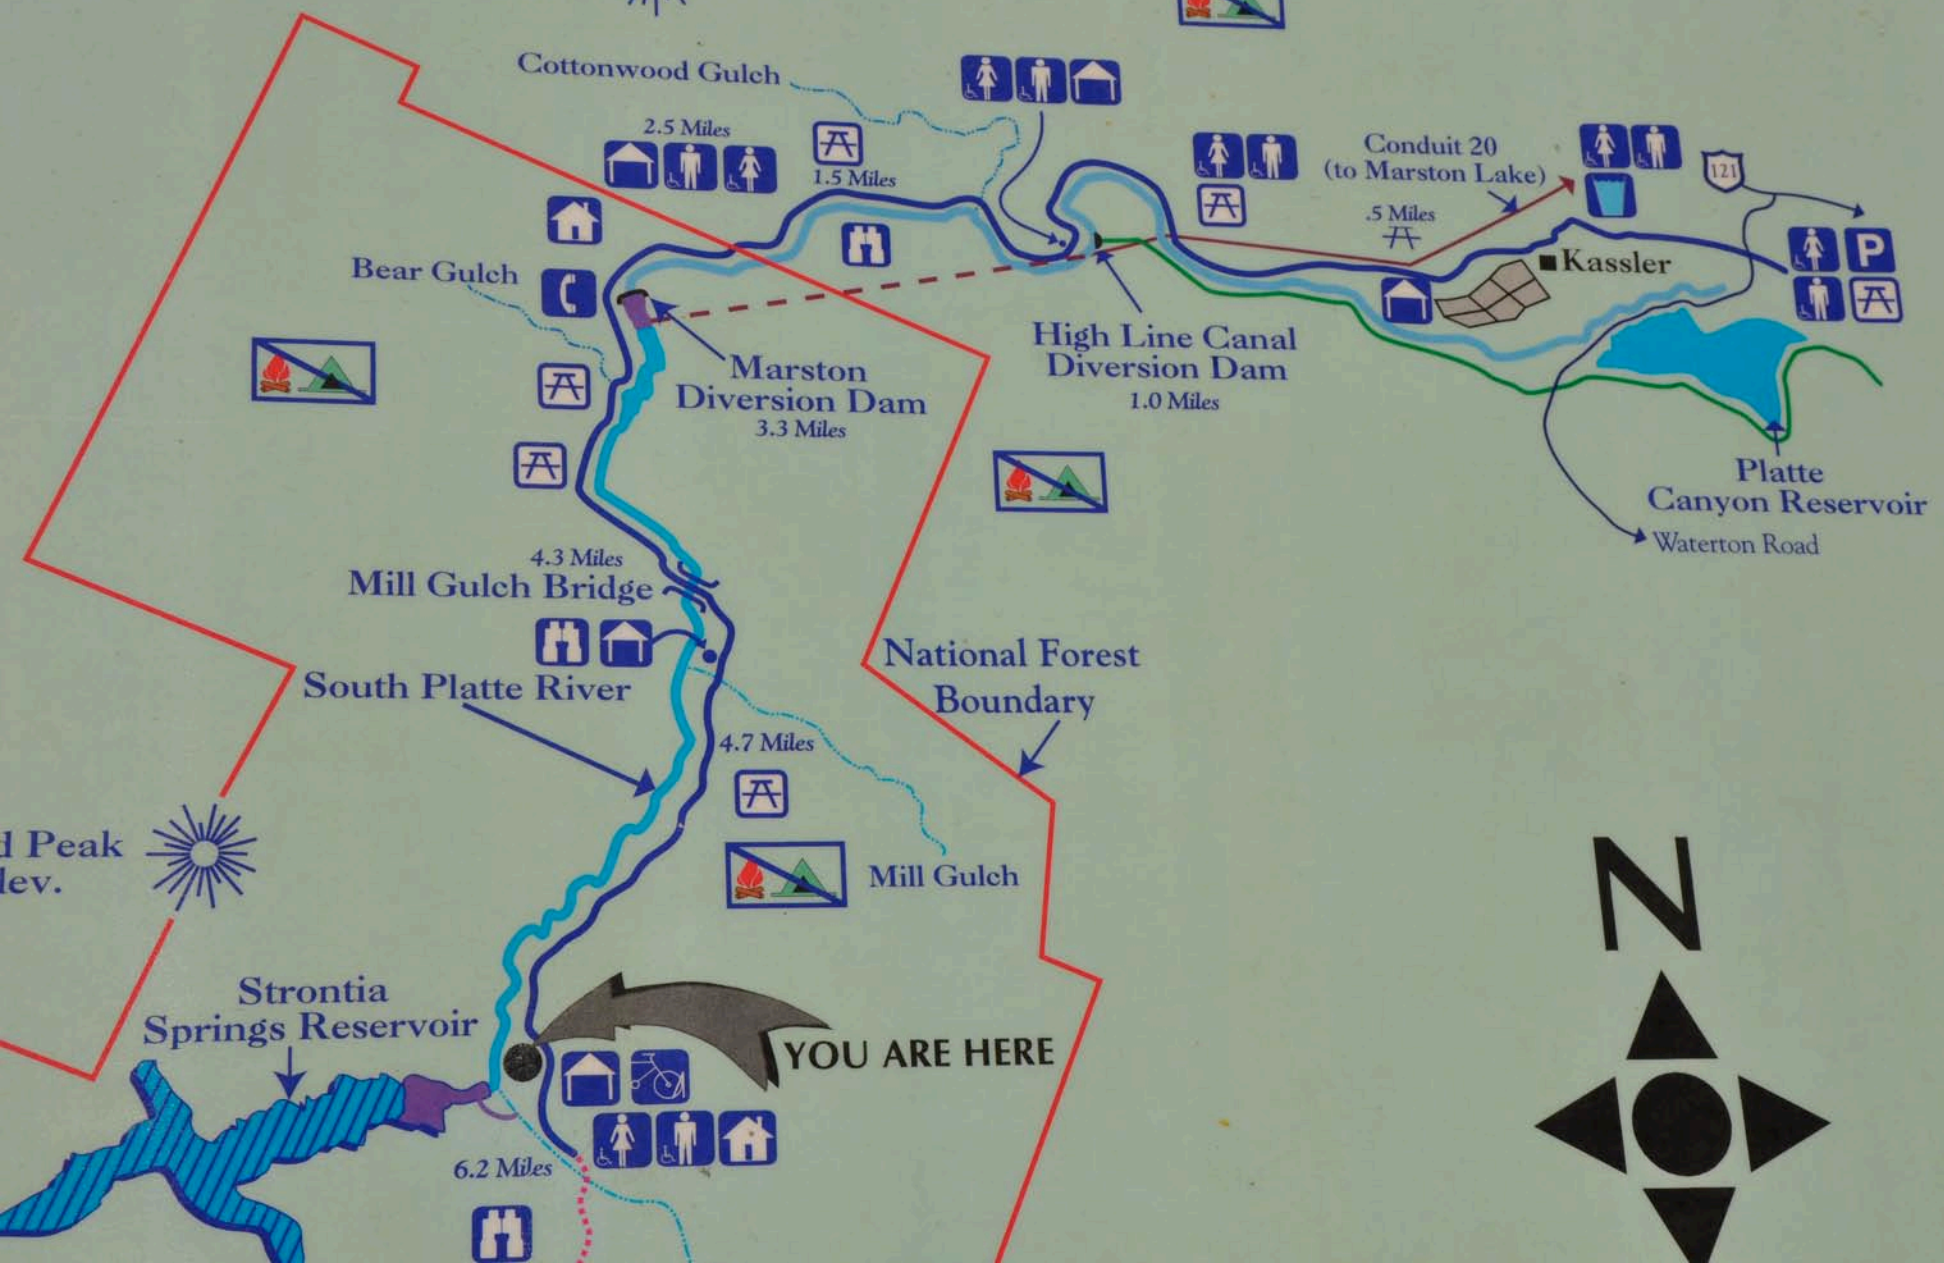 Cottonwood Gulch
2.5 Miles
1.5 Miles
Conduit 20
(to Marston Lake)
.5 Miles
121
P
Kassler
Bear Gulch
High Line Canal
Diversion Dam
1.0 Miles
Marston
Diversion Dam
3.3 Miles
Platte
Canyon Reservoir
Waterton Road
4.3 Miles
Mill Gulch Bridge
South Platte River
National Forest
Boundary
4.7 Miles
Peak
lev.
Mill Gulch
N
Strontia
Springs Reservoir
YOU ARE HERE
6.2 Miles